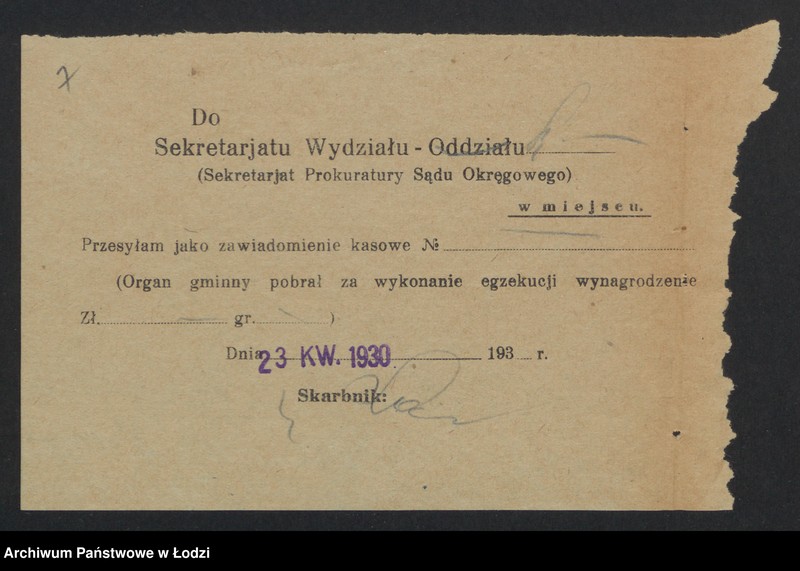 7
Do
Sekretarjatu Wydziału - Oddziału
(Sekretarjat Prokuratury Sądu Okręgowego)
w miejscu.
Przesyłam jako zawiadomienie kasowe №
(Organ gminny pobrał za wykonanie egzekucji wynagrodzenie
Zł. gr. )
Dnia 23 KW. 1930. 193 r.
Skarbnik:
Archiwum Państwowe w Łodzi